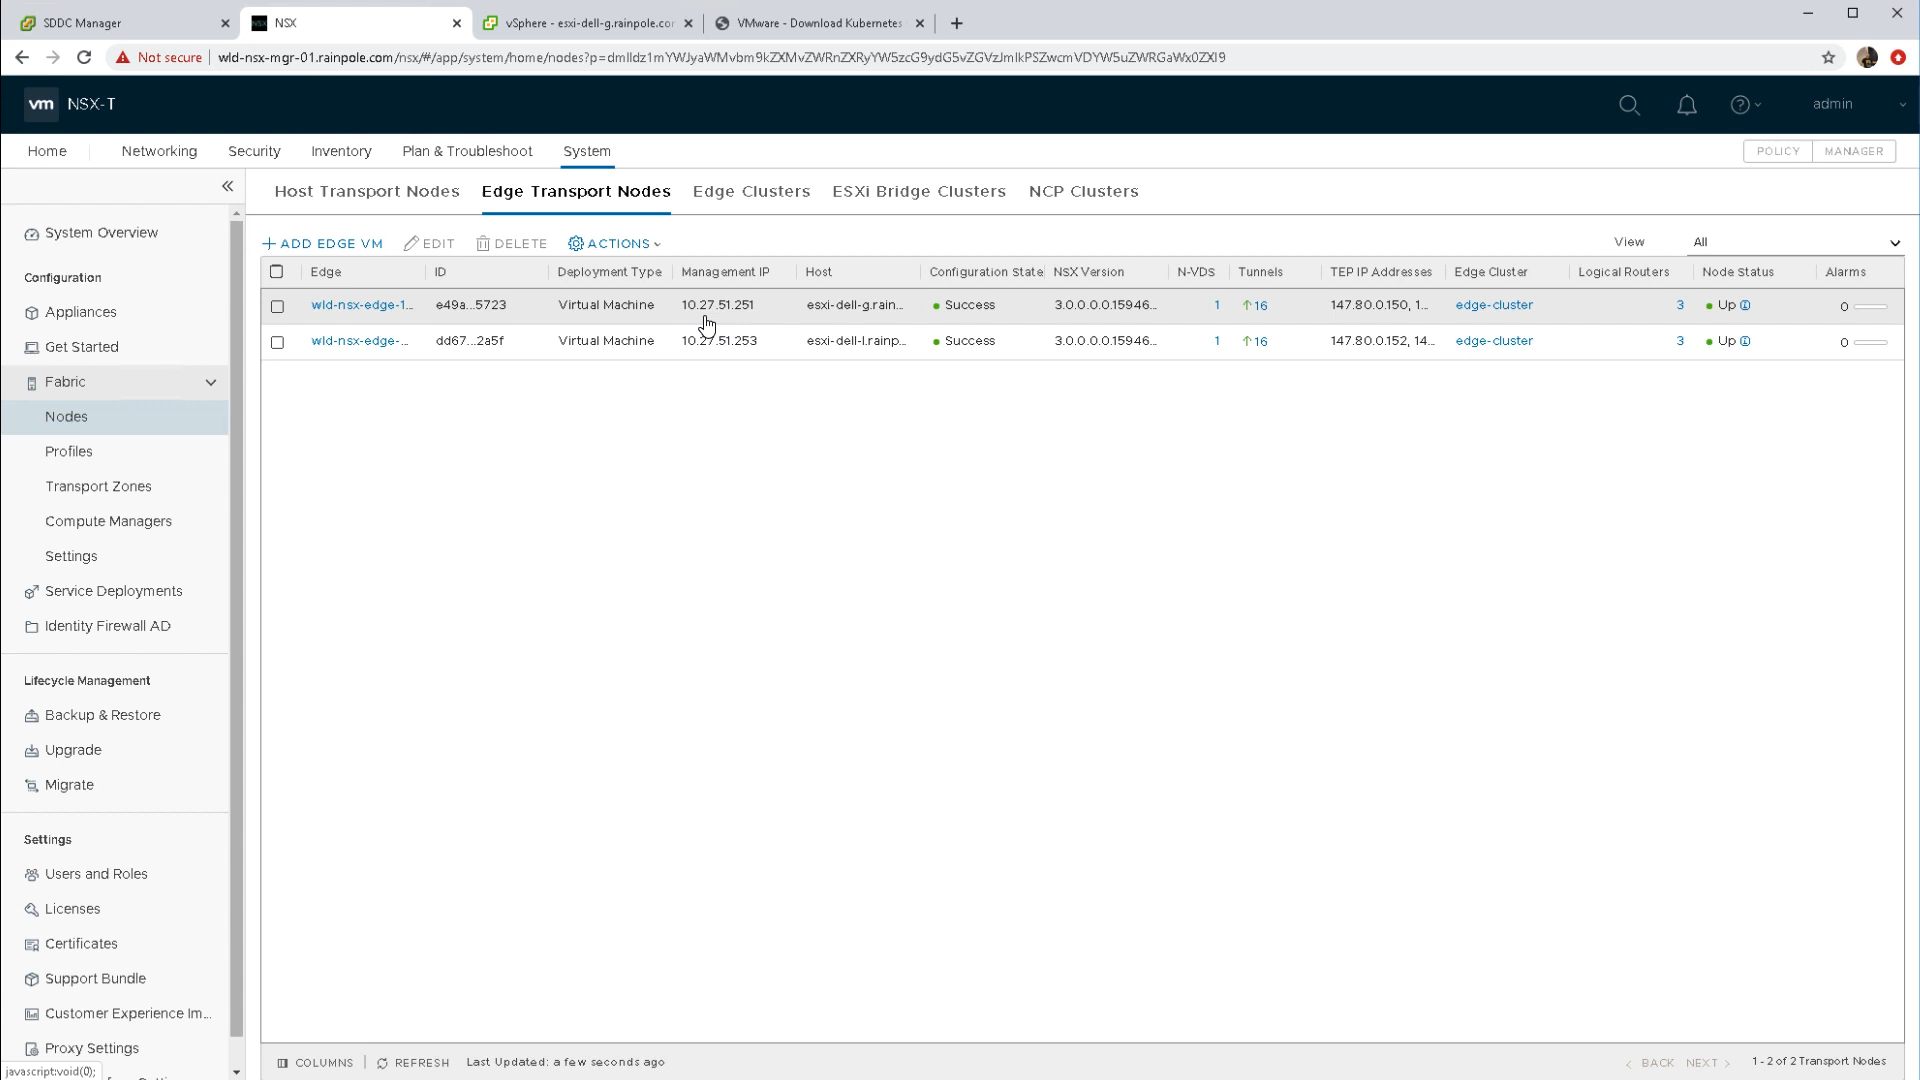 SDDC Manager
NSX
vSphere - esxi-dell-g.rainpole.cor
VMware - Download Kubernetes
Not secure
wld-nsx-mgr-01.rainpole.com/nsx/#/app/system/home/nodes?p=
vm NSX-T
admin
Home Networking Security Inventory Plan & Troubleshoot System
POLICY MANAGER
Host Transport Nodes Edge Transport Nodes Edge Clusters ESXi Bridge Clusters NCP Clusters
+ ADD EDGE VM EDIT DELETE ACTIONS
View All
Edge ID Deployment Type Management IP Host Configuration State NSX Version N-VDS Tunnels TEP IP Addresses Edge Cluster Logical Routers Node Status Alarms
wld-nsx-edge-1... e49a...5723 Virtual Machine 10.27.51.251 esxi-dell-g.rain... Success 3.0.0.0.0.15946... 1 16 147.80.0.150, 1... edge-cluster 3 Up 0
wld-nsx-edge-... dd67...2a5f Virtual Machine 10.27.51.253 esxi-dell-l.rainp... Success 3.0.0.0.0.15946... 1 16 147.80.0.152, 14... edge-cluster 3 Up 0
System Overview
Configuration
Appliances
Get Started
Fabric
Nodes
Profiles
Transport Zones
Compute Managers
Settings
Service Deployments
Identity Firewall AD
Lifecycle Management
Backup & Restore
Upgrade
Migrate
Settings
Users and Roles
Licenses
Certificates
Support Bundle
Customer Experience Im...
Proxy Settings
javascript:void(0);
COLUMNS REFRESH Last Updated: a few seconds ago
BACK NEXT 1 - 2 of 2 Transport Nodes